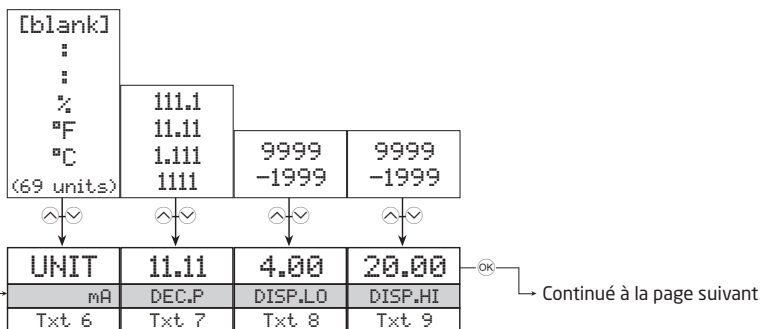 [blank]
:
:
%
°F
°C
(69 units)
111.1
11.11
1.111
1111
9999
-1999
9999
-1999
UNIT 11.11 4.00 20.00 OK
mA DEC.P DISP.LO DISP.HI Continué à la page suivant
Txt 6 Txt 7 Txt 8 Txt 9